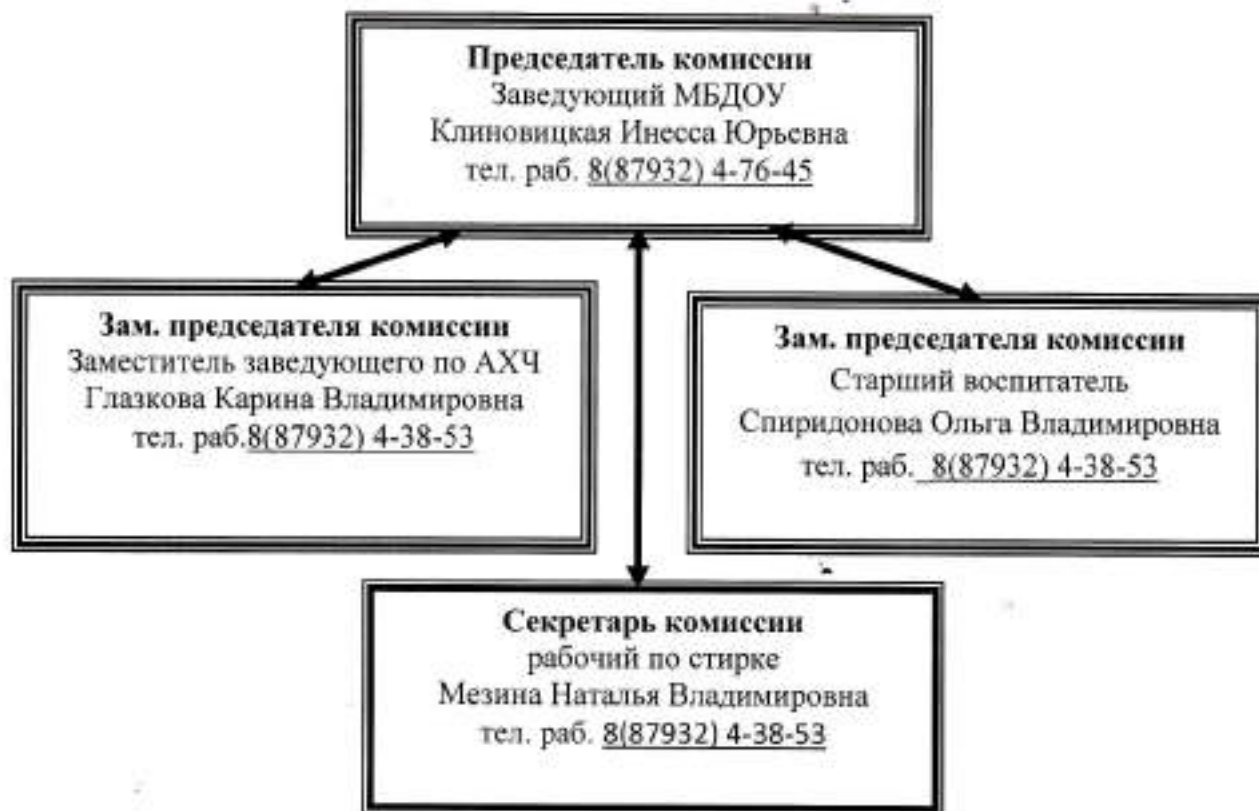 Председатель комиссии
Заведующий МБДОУ
Клиновицкая Инесса Юрьевна
тел. раб. 8(87932) 4-76-45
Зам. председателя комиссии
Заместитель заведующего по АХЧ
Глазкова Карина Владимировна
тел. раб.8(87932) 4-38-53
Зам. председателя комиссии
Старший воспитатель
Спиридонова Ольга Владимировна
тел. раб. 8(87932) 4-38-53
Секретарь комиссии
рабочий по стирке
Мезина Наталья Владимировна
тел. раб. 8(87932) 4-38-53